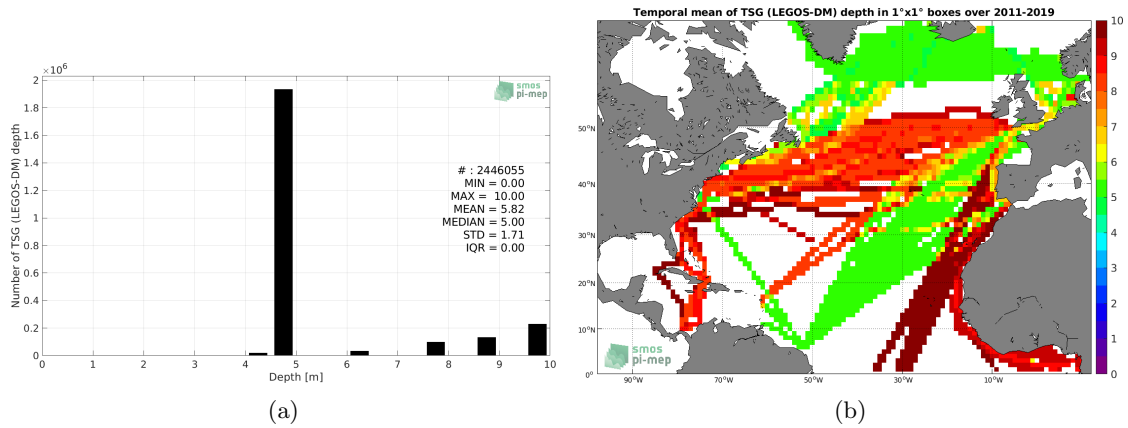 ×10⁶
2
1.8
1.6
1.4
1.2
1
0.8
0.6
0.4
0.2
0
Number of TSG (LEGOS-DM) depth
0 1 2 3 4 5 6 7 8 9 10
Depth [m]
smos
pi-mep
# : 2446055
MIN = 0.00
MAX = 10.00
MEAN = 5.82
MEDIAN = 5.00
STD = 1.71
IQR = 0.00
(a)
Temporal mean of TSG (LEGOS-DM) depth in 1°x1° boxes over 2011-2019
50°N
40°N
30°N
20°N
10°N
0°
90°W 70°W 50°W 30°W 10°W
smos
pi-mep
10
9
8
7
6
5
4
3
2
1
0
(b)